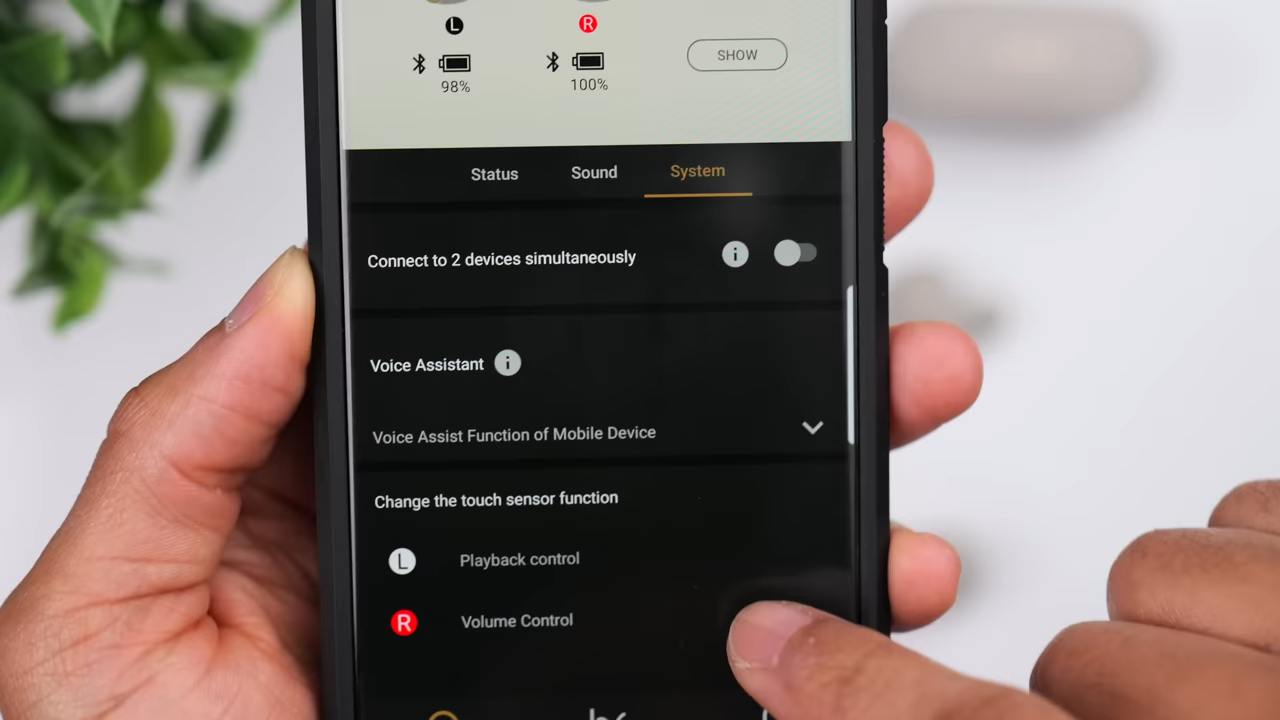 L R
98% 100% SHOW
Status Sound System
Connect to 2 devices simultaneously i
Voice Assistant i
Voice Assist Function of Mobile Device
Change the touch sensor function
L Playback control
R Volume Control